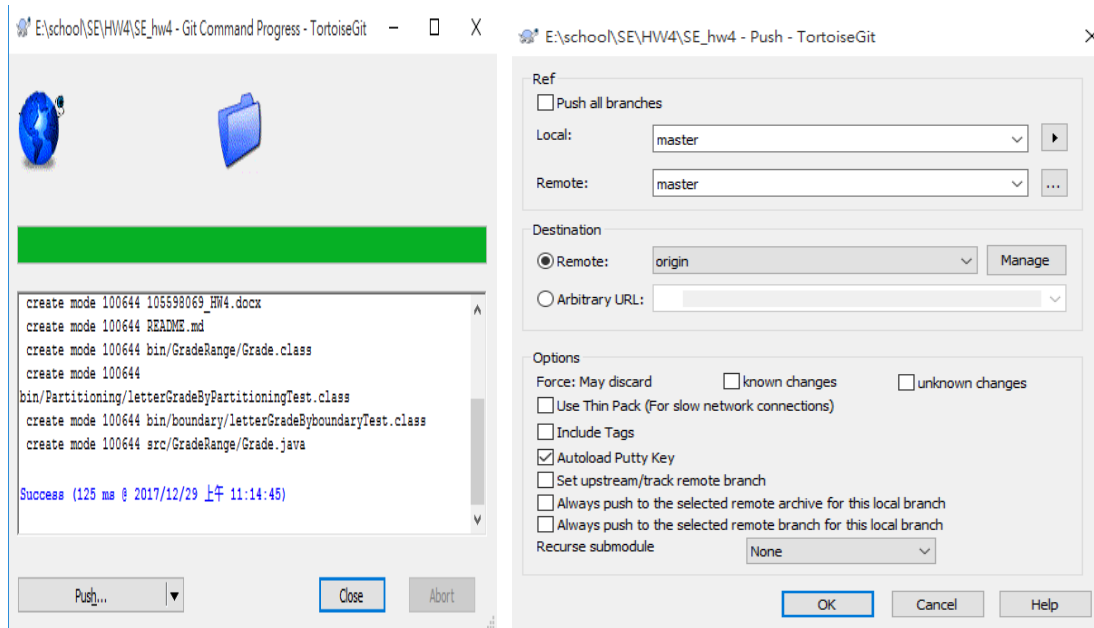 E:\school\SE\HW4\SE_hw4 - Git Command Progress - TortoiseGit
create mode 100644 105598069_HW4.docx
create mode 100644 README.md
create mode 100644 bin/GradeRange/Grade.class
create mode 100644
bin/Partitioning/letterGradeByPartitioningTest.class
create mode 100644 bin/boundary/letterGradeByboundaryTest.class
create mode 100644 src/GradeRange/Grade.java
Success (125 ms @ 2017/12/29 上午 11:14:45)
Push...
Close
Abort
E:\school\SE\HW4\SE_hw4 - Push - TortoiseGit
Ref
Push all branches
Local:
master
Remote:
master
Destination
Remote:
origin
Manage
Arbitrary URL:
Options
Force: May discard
known changes
unknown changes
Use Thin Pack (For slow network connections)
Include Tags
Autoload Putty Key
Set upstream/track remote branch
Always push to the selected remote archive for this local branch
Always push to the selected remote branch for this local branch
Recurse submodule
None
OK
Cancel
Help